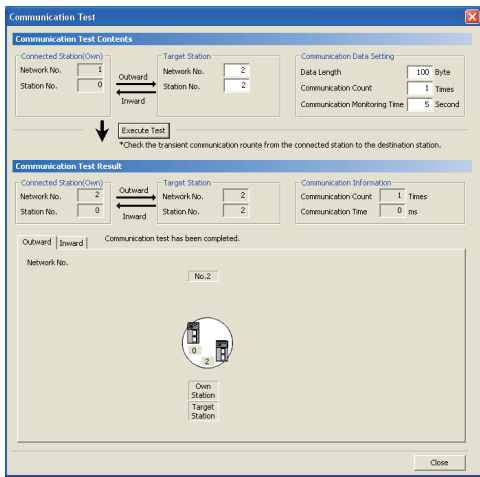 Communication Test
Communication Test Contents
Connected Station(Own)
Network No. 1
Station No. 0
Outward
Inward
Target Station
Network No. 2
Station No. 2
Communication Data Setting
Data Length 100 Byte
Communication Count 1 Times
Communication Monitoring Time 5 Second
Execute Test
*Check the transient communication rounte from the connected station to the destination station.
Communication Test Result
Connected Station(Own)
Network No. 2
Station No. 0
Outward
Inward
Target Station
Network No. 2
Station No. 2
Communication Information
Communication Count 1 Times
Communication Time 0 ms
Outward Inward Communication test has been completed.
Network No.
No.2
0
2
Own
Station
Target
Station
Close